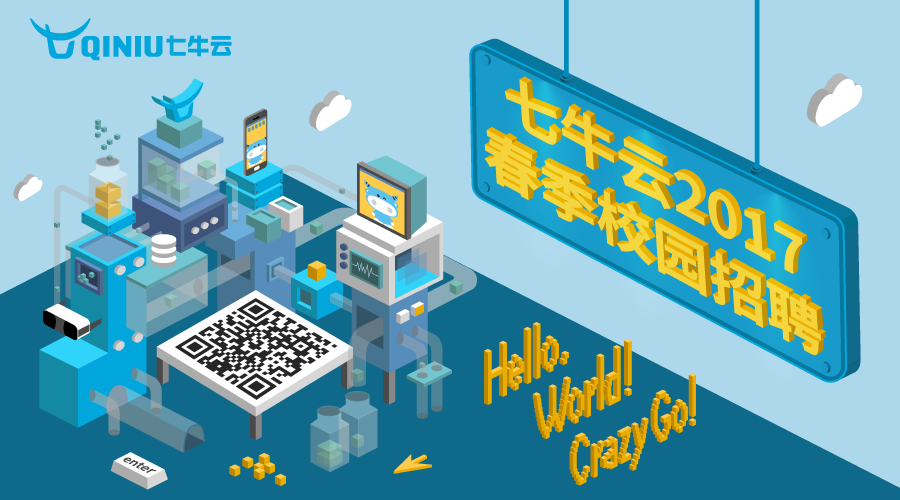 QINIU七牛云
七牛云2017
春季校园招聘
Hello,
World!
Crazy Go!
enter